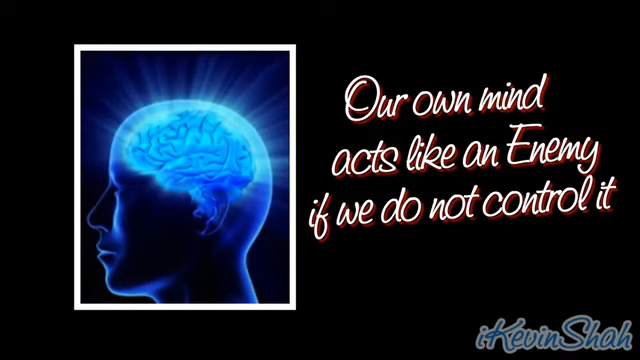 Our own mind
acts like an Enemy
if we do not control it
iKevinShah